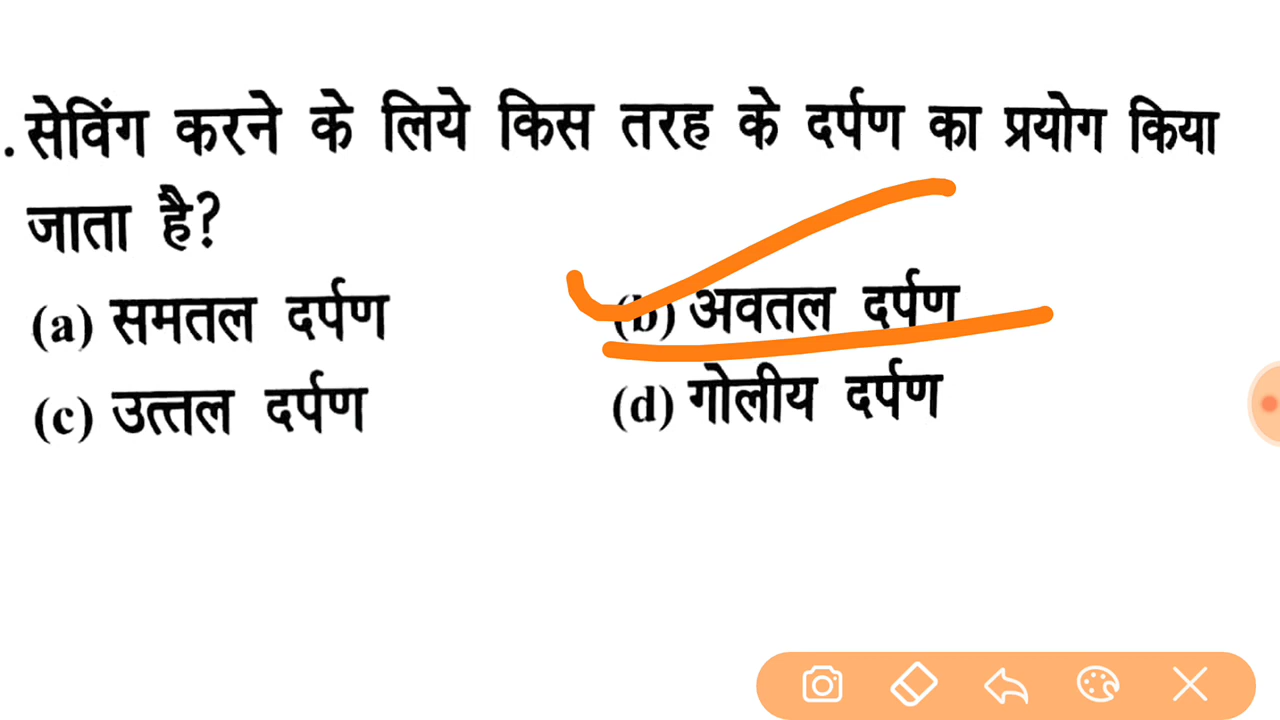 . सेविंग करने के लिये किस तरह के दर्पण का प्रयोग किया
जाता है?
(a) समतल दर्पण (b) अवतल दर्पण
(c) उत्तल दर्पण (d) गोलीय दर्पण